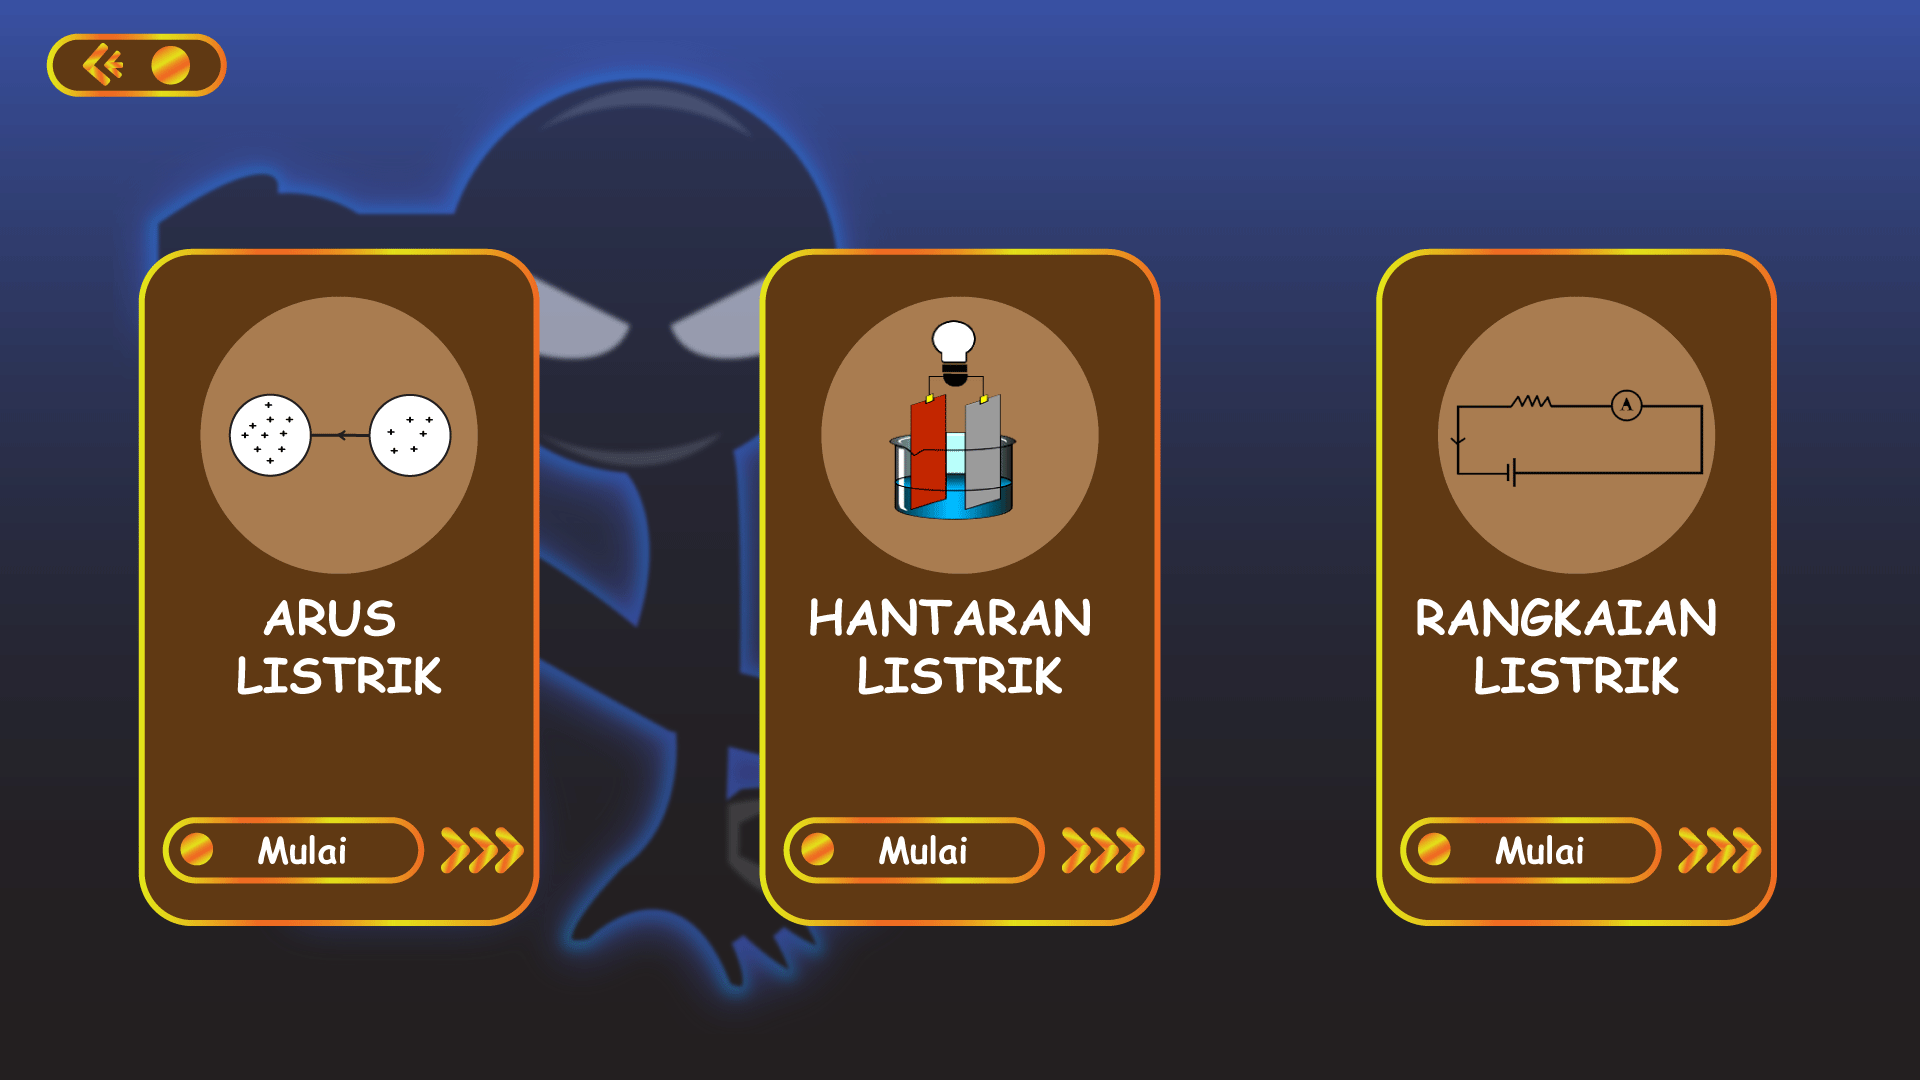 ARUS
LISTRIK
Mulai
HANTARAN
LISTRIK
Mulai
A
RANGKAIAN
LISTRIK
Mulai